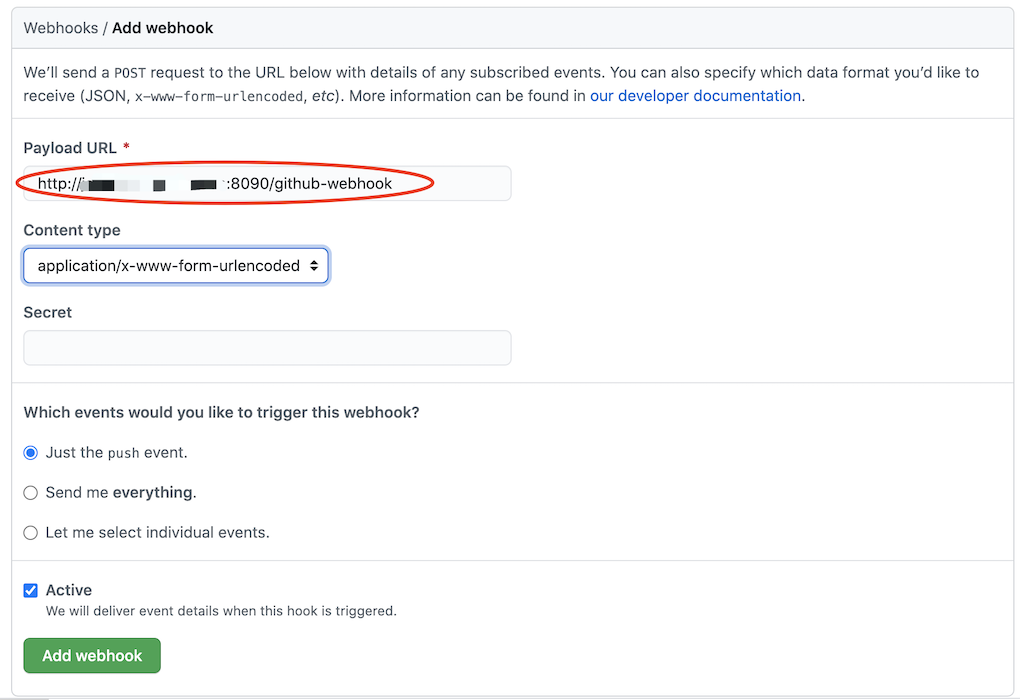 Webhooks / Add webhook
We’ll send a POST request to the URL below with details of any subscribed events. You can also specify which data format you’d like to
receive (JSON, x-www-form-urlencoded, etc). More information can be found in our developer documentation.
Payload URL *
http:// :8090/github-webhook
Content type
application/x-www-form-urlencoded
Secret
Which events would you like to trigger this webhook?
Just the push event.
Send me everything.
Let me select individual events.
Active
We will deliver event details when this hook is triggered.
Add webhook